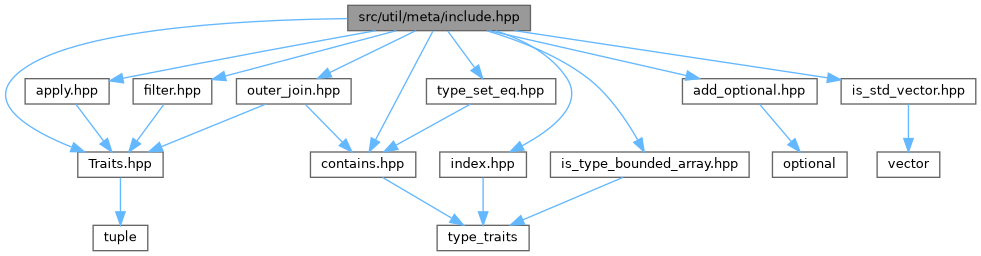 src/util/meta/include.hpp
apply.hpp
filter.hpp
outer_join.hpp
type_set_eq.hpp
add_optional.hpp
is_std_vector.hpp
Traits.hpp
contains.hpp
index.hpp
is_type_bounded_array.hpp
optional
vector
tuple
type_traits